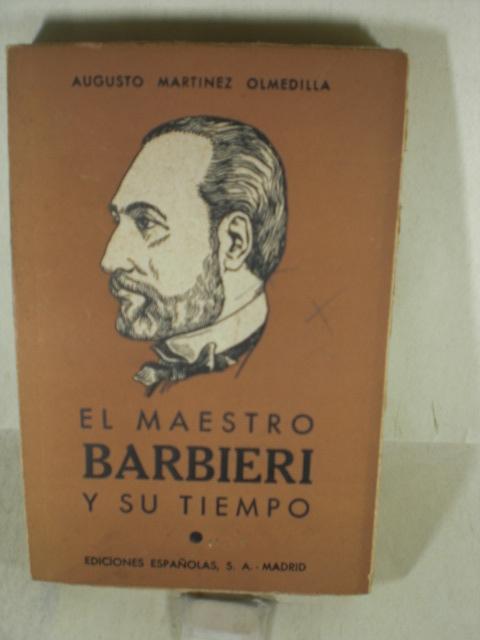 AUGUSTO MARTINEZ OLMEDILLA
EL MAESTRO
BARBIERI
Y SU TIEMPO
EDICIONES ESPAÑOLAS, S. A. - MADRID